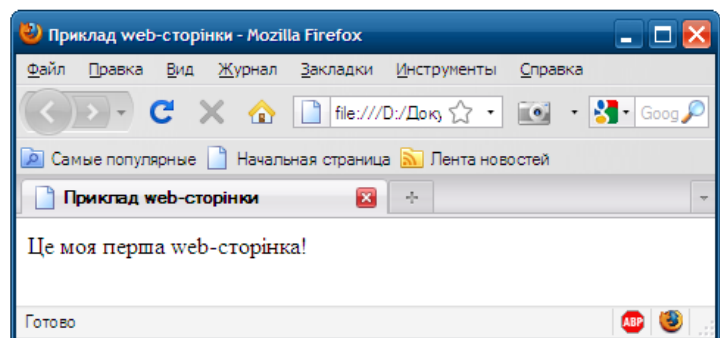 Приклад web-сторінки - Mozilla Firefox
Файл Правка Вид Журнал Закладки Инструменты Справка
file:///D:/Доку Goog
Самые популярные Начальная страница Лента новостей
Приклад web-сторінки
Це моя перша web-сторінка!
Готово ABP